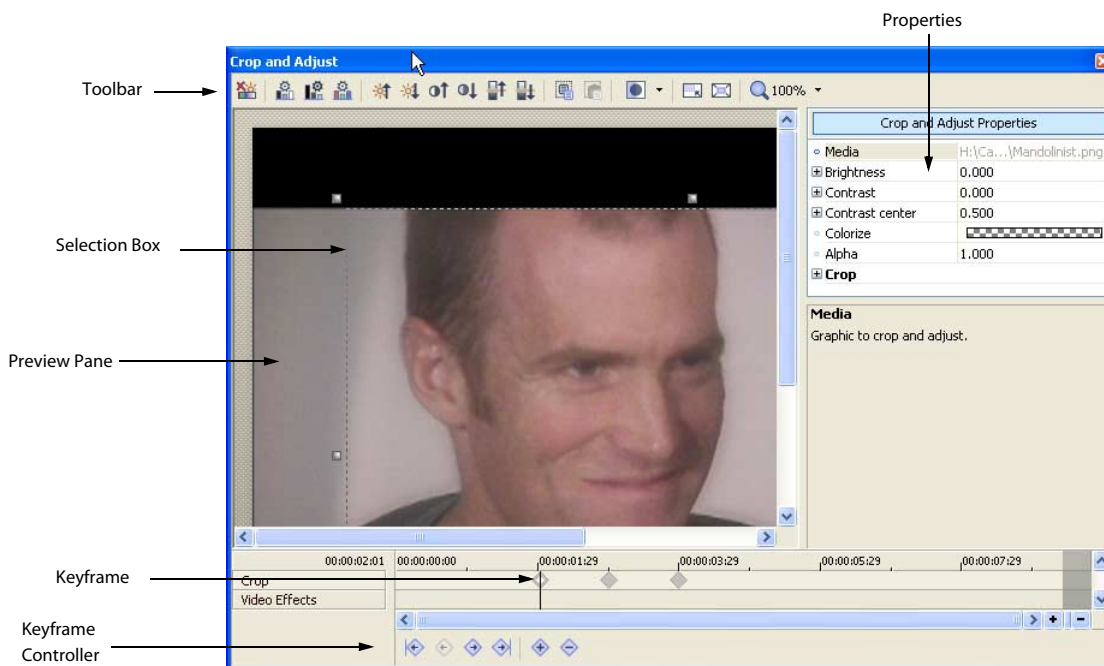 Properties
Crop and Adjust
Toolbar
100%
Crop and Adjust Properties
Media H:\Ca...\Mandolinist.png
Brightness 0.000
Contrast 0.000
Contrast center 0.500
Colorize
Alpha 1.000
Crop
Selection Box
Media
Graphic to crop and adjust.
Preview Pane
00:00:02:01 00:00:00:00 00:00:01:29 00:00:03:29 00:00:05:29 00:00:07:29
Keyframe
Crop
Video Effects
Keyframe
Controller